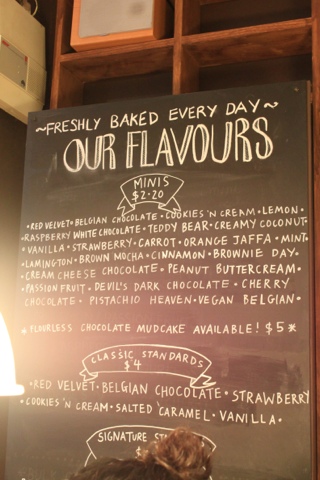 ~FRESHLY BAKED EVERY DAY~
OUR FLAVOURS
MINIS
$2.20
•RED VELVET•BELGIAN CHOCOLATE•COOKIES 'N CREAM•LEMON•
•RASPBERRY WHITE CHOCOLATE•TEDDY BEAR•CREAMY COCONUT•
•VANILLA•STRAWBERRY•CARROT•ORANGE JAFFA•MINT•
•LAMINGTON•BROWN MOCHA•CINNAMON•BROWNIE DAY•
CREAM CHEESE CHOCOLATE•PEANUT BUTTERCREAM•
•PASSION FRUIT•DEVIL'S DARK CHOCOLATE•CHERRY
CHOCOLATE•PISTACHIO HEAVEN•VEGAN BELGIAN•
*FLOURLESS CHOCOLATE MUDCAKE AVAILABLE! $5*
CLASSIC STANDARDS
$4
•RED VELVET•BELGIAN CHOCOLATE•STRAWBERRY
•COOKIES 'N CREAM•SALTED CARAMEL•VANILLA•
SIGNATURE